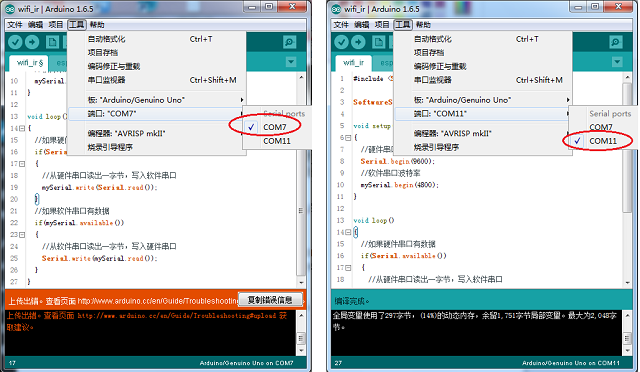 wifi_ir | Arduino 1.6.5
文件 编辑 项目 工具 帮助
自动格式化 Ctrl+T
项目存档
编码修正与重载
串口监视器 Ctrl+Shift+M
板: "Arduino/Genuino Uno"
端口: "COM7"
编程器: "AVRISP mkII"
烧录引导程序
Serial ports
COM7
COM11
wifi_ir §
10 mySerial.
11 }
12
13 void loop()
14 {
15 //如果硬
16 if(Seria
17 {
18 //从硬件串口读出一字节，写入软件串口
19 mySerial.write(Serial.read());
20 }
21 //如果软件串口有数据
22 if(mySerial.available())
23 {
24 //从软件串口读出一字节，写入硬件串口
25 Serial.write(mySerial.read());
26 }
27 }
上传出错。查看页面 http://www.arduino.cc/en/Guide/Troubleshooting
复制错误信息
上传出错。查看页面 http://www.arduino.cc/en/Guide/Troubleshooting#upload 获
取建议。
17 Arduino/Genuino Uno on COM7
wifi_ir | Arduino 1.6.5
文件 编辑 项目 工具 帮助
自动格式化 Ctrl+T
项目存档
编码修正与重载
串口监视器 Ctrl+Shift+M
板: "Arduino/Genuino Uno"
端口: "COM11"
编程器: "AVRISP mkII"
烧录引导程序
Serial ports
COM7
COM11
wifi_ir
1 #include <S
2
3 SoftwareS
4
5 void setup
6 {
7 //硬件串口
8 Serial.begin(9600);
9 //软件串口波特率
10 mySerial.begin(4800);
11 }
12
13 void loop()
14 {
15 //如果硬件串口有数据
16 if(Serial.available())
17 {
18 //从硬件串口读出一字节，写入软件串口
编译完成。
全局变量使用了297字节，(14%)的动态内存，余留1,751字节局部变量。最大为2,048字
节。
27 Arduino/Genuino Uno on COM11